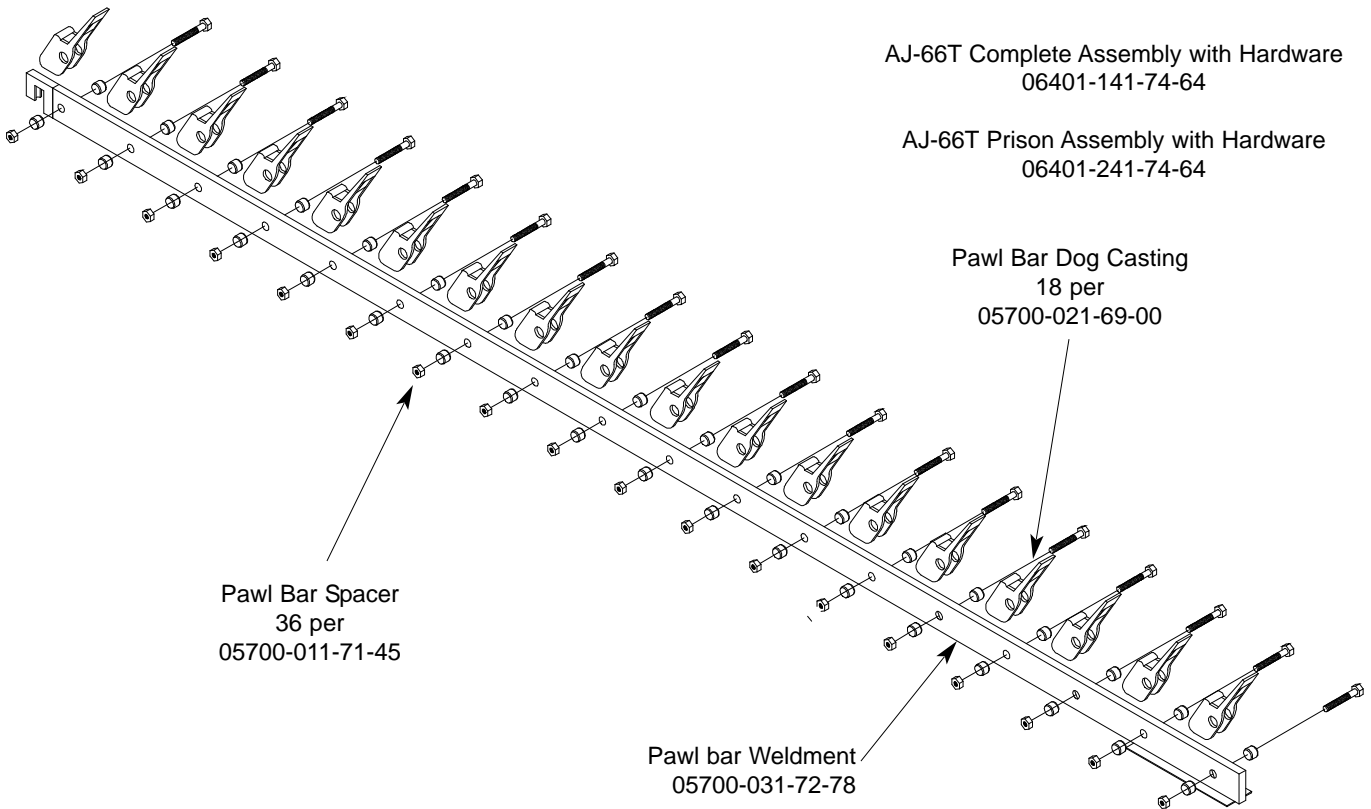 AJ-66T Complete Assembly with Hardware
06401-141-74-64
AJ-66T Prison Assembly with Hardware
06401-241-74-64
Pawl Bar Dog Casting
18 per
05700-021-69-00
Pawl Bar Spacer
36 per
05700-011-71-45
Pawl bar Weldment
05700-031-72-78